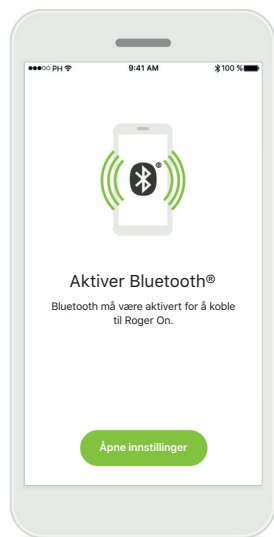 ●●●○○ PH 9:41 AM 100 %
®
Aktiver Bluetooth®
Bluetooth må være aktivert for å koble
til Roger On.
Åpne innstillinger